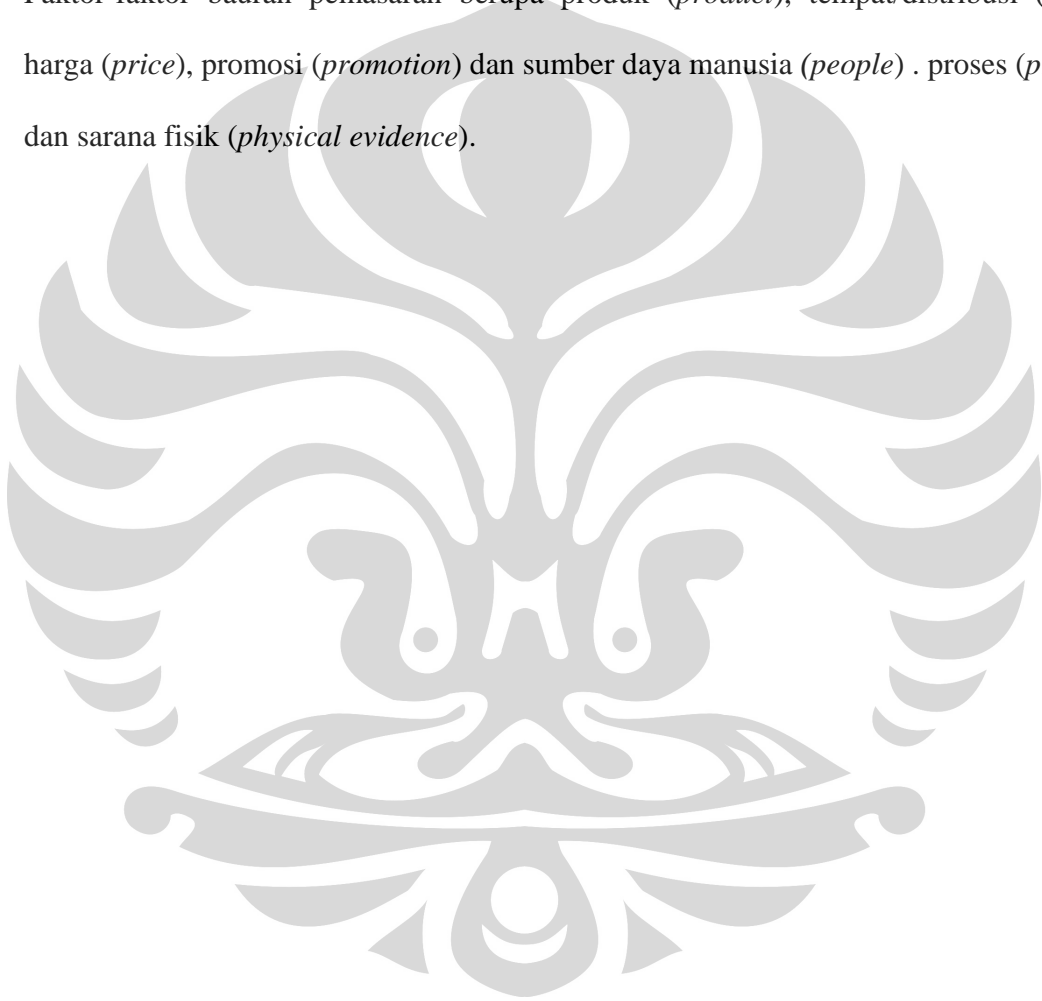 Faktor-faktor bauran pemasaran berupa produk (product), tempat/distribusi (
harga (price), promosi (promotion) dan sumber daya manusia (people) . proses (p
dan sarana fisik (physical evidence).